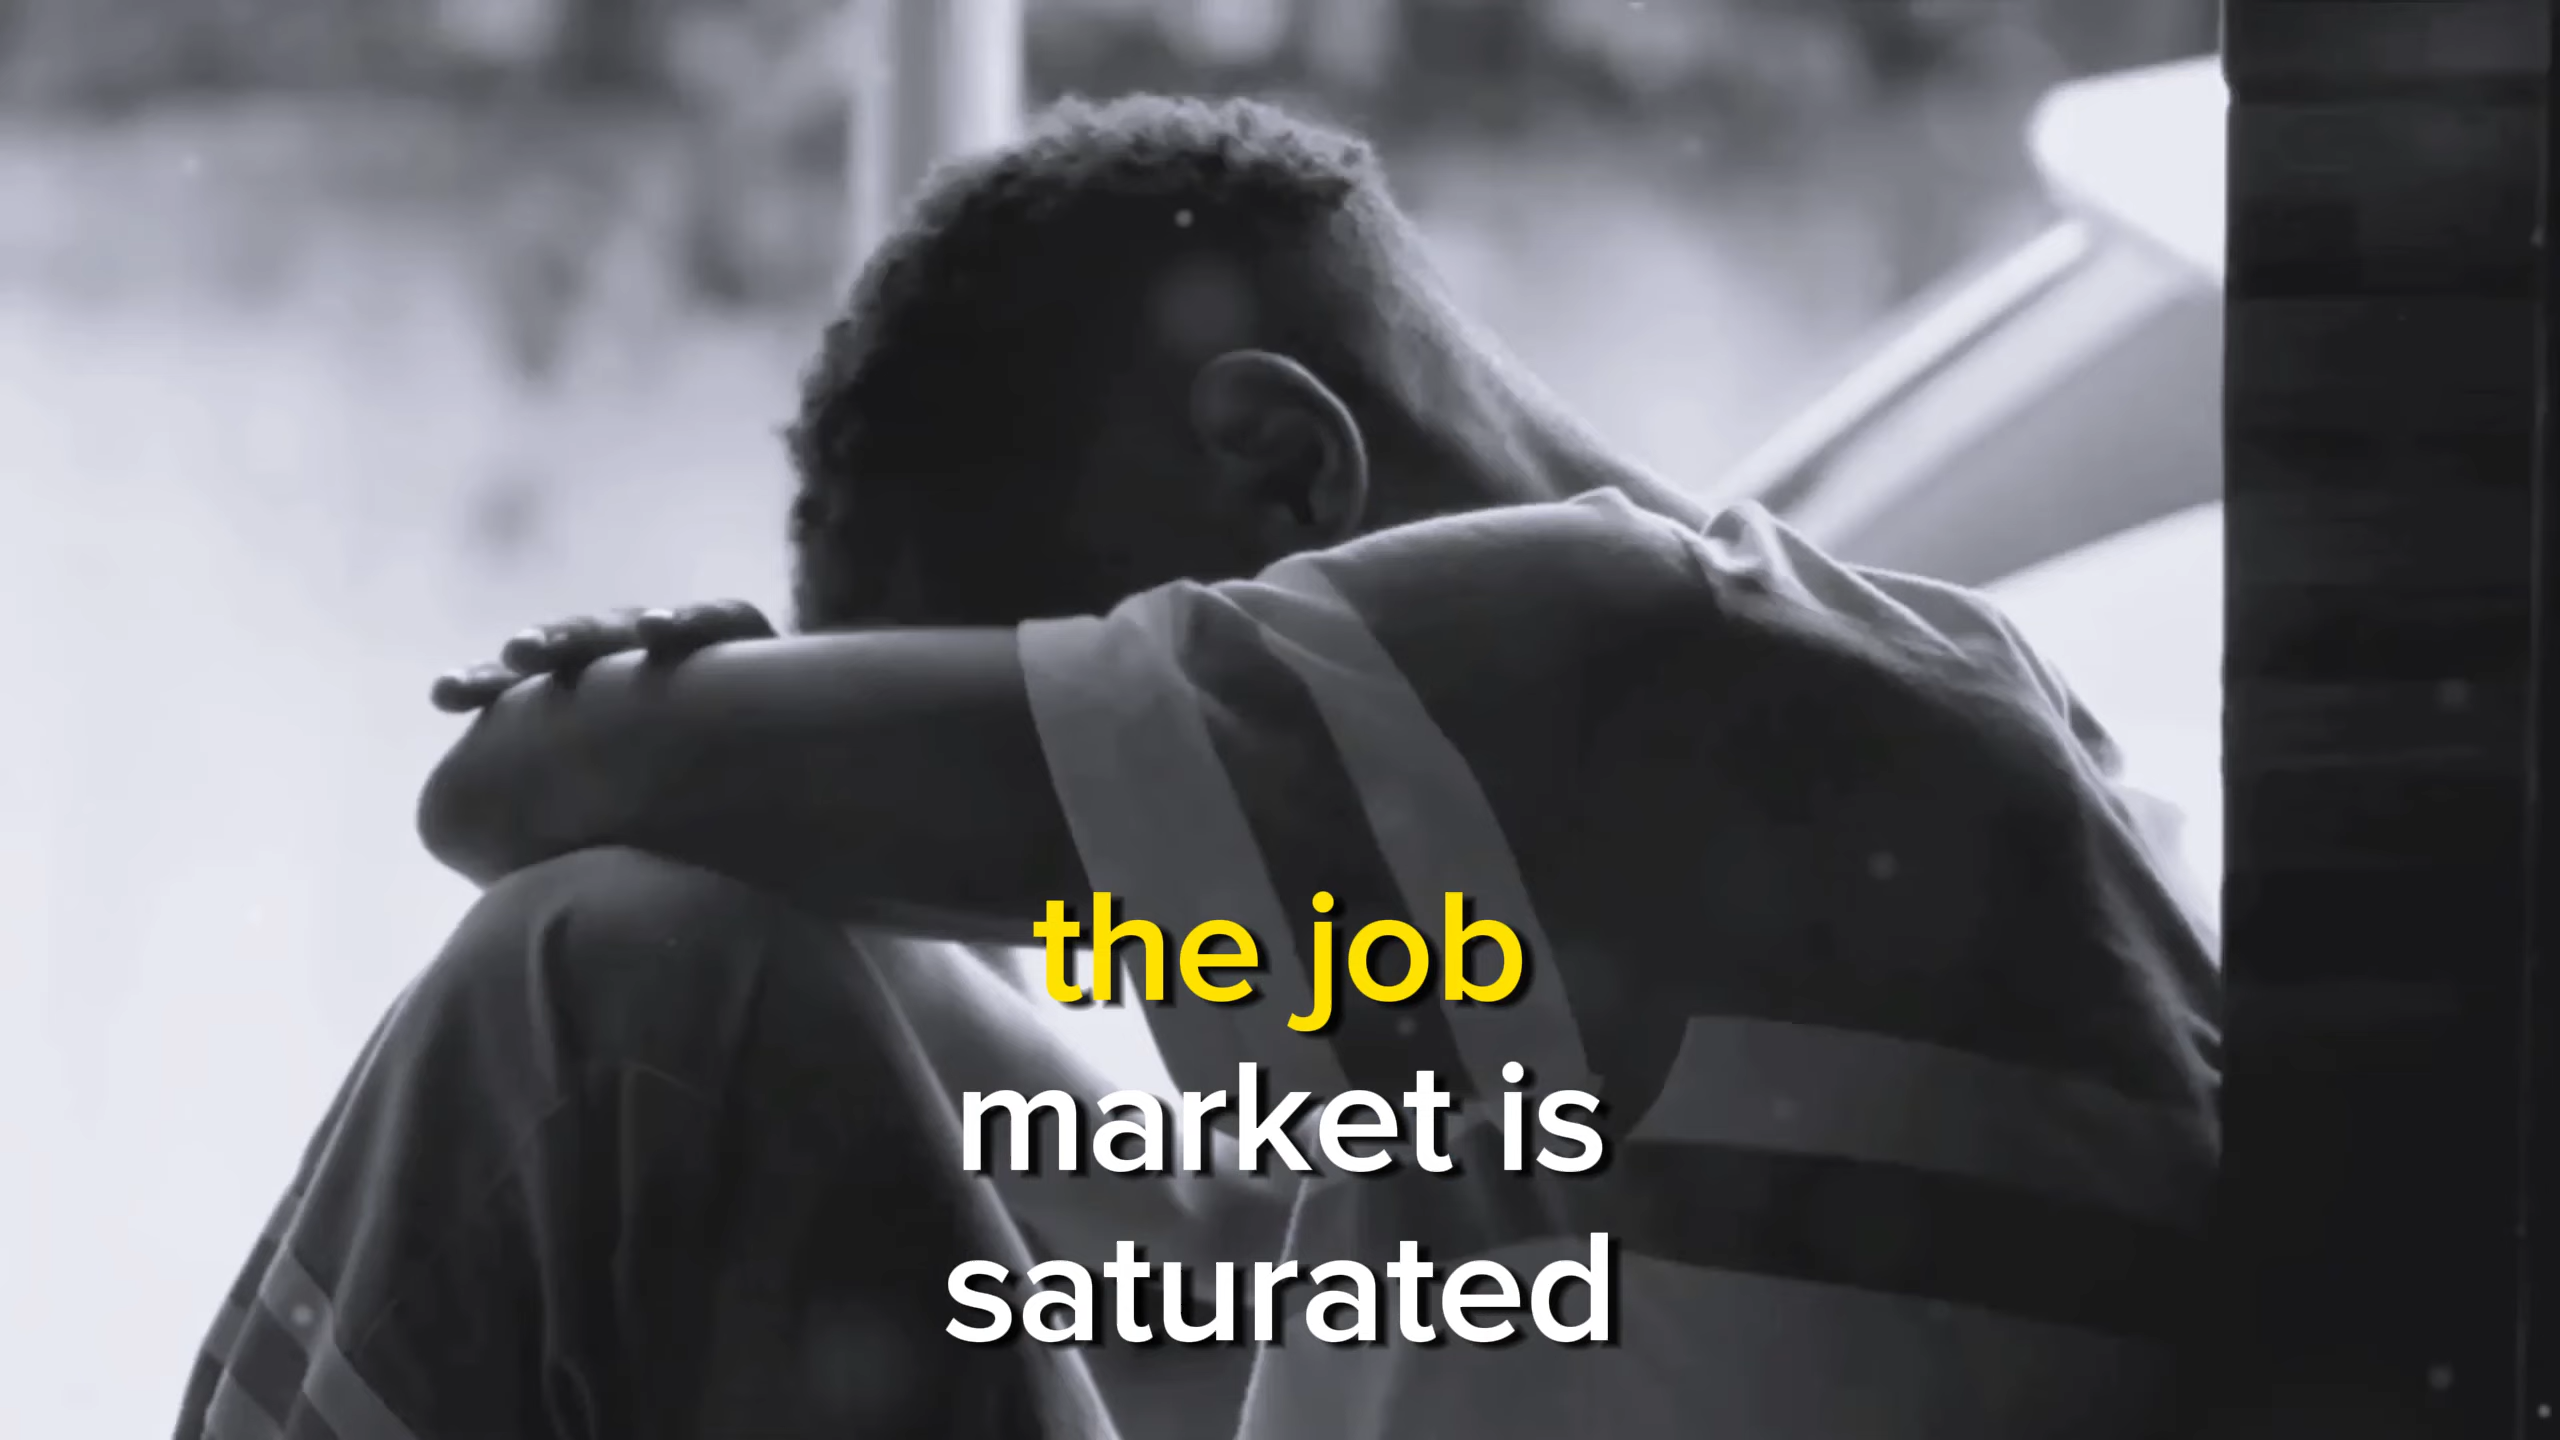 the job
market is
saturated